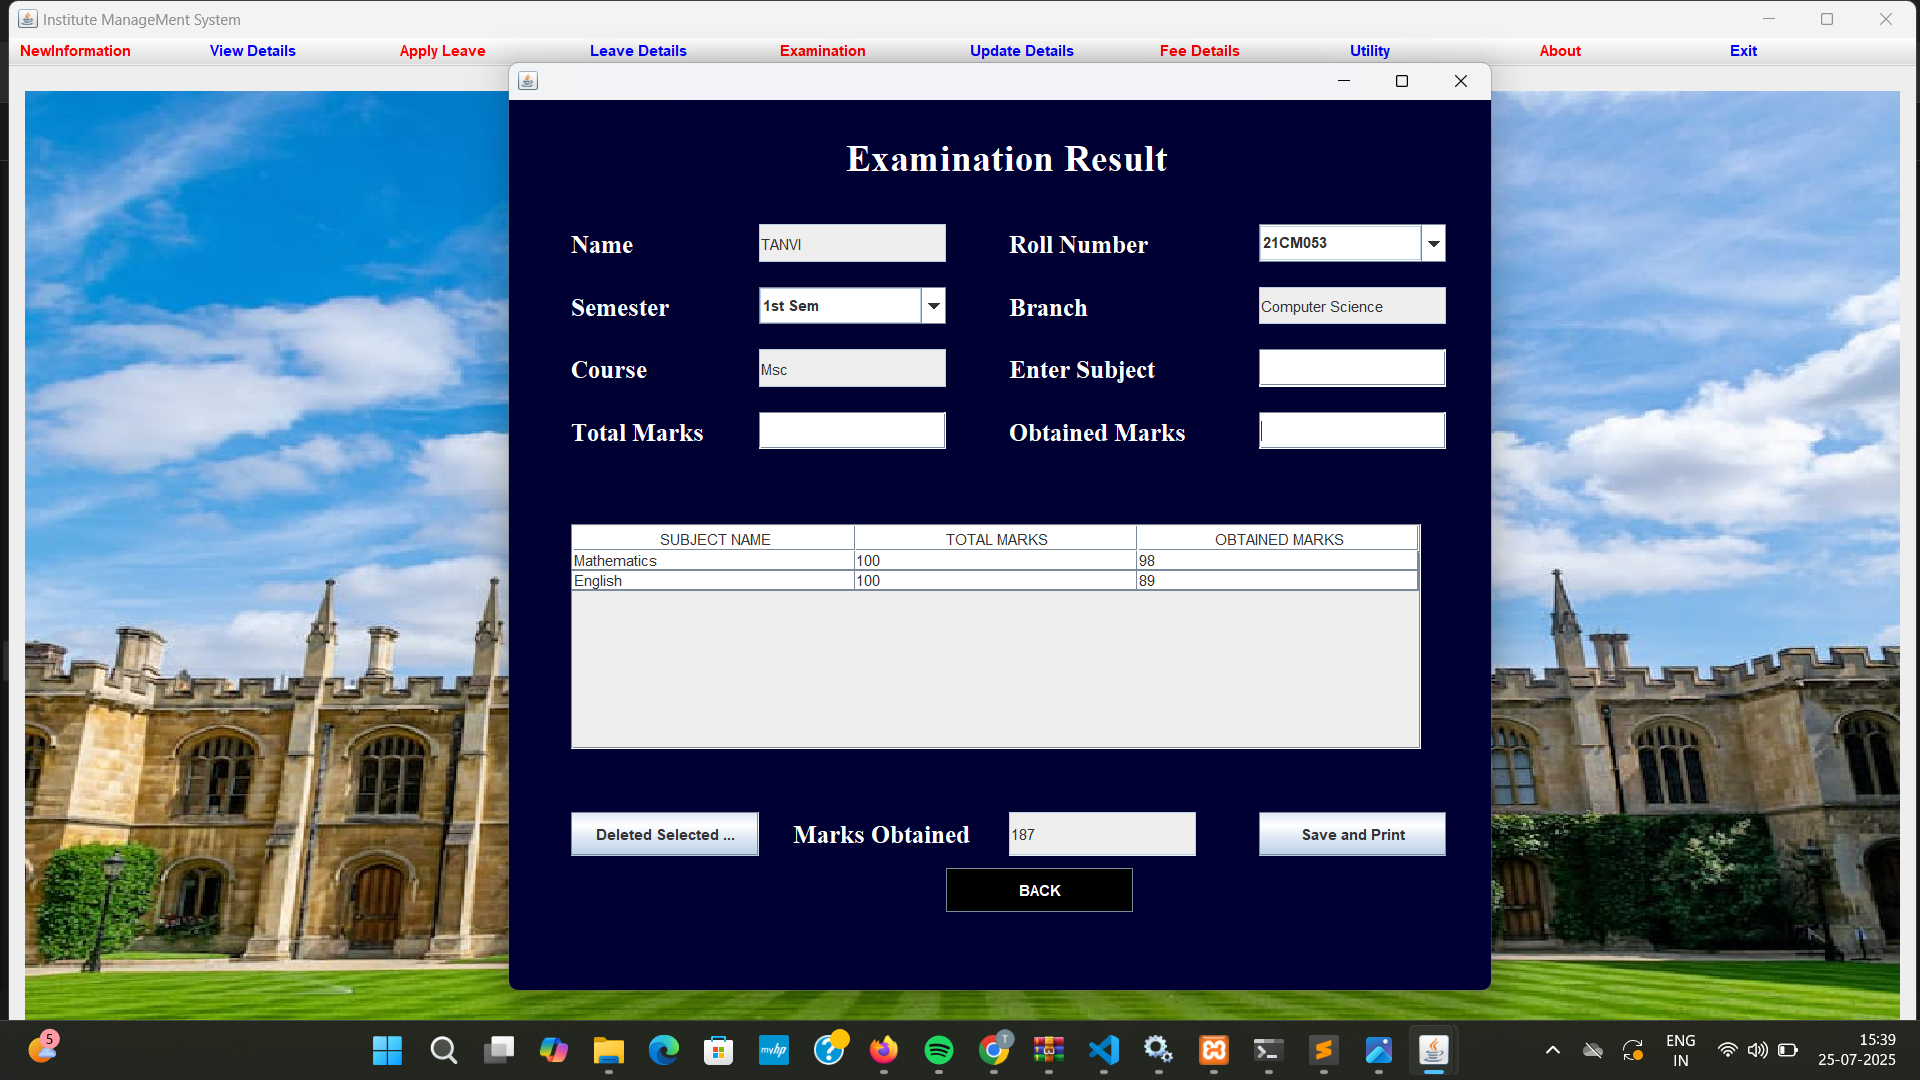 Institute ManageMent System
NewInformation View Details Apply Leave Leave Details Examination Update Details Fee Details Utility About Exit
Examination Result
Name TANVI Roll Number 21CM053
Semester 1st Sem Branch Computer Science
Course Msc Enter Subject
Total Marks Obtained Marks
SUBJECT NAME TOTAL MARKS OBTAINED MARKS
Mathematics 100 98
English 100 89
Deleted Selected ... Marks Obtained 187 Save and Print
BACK
5 myhp T ENG 15:39
IN 25-07-2025